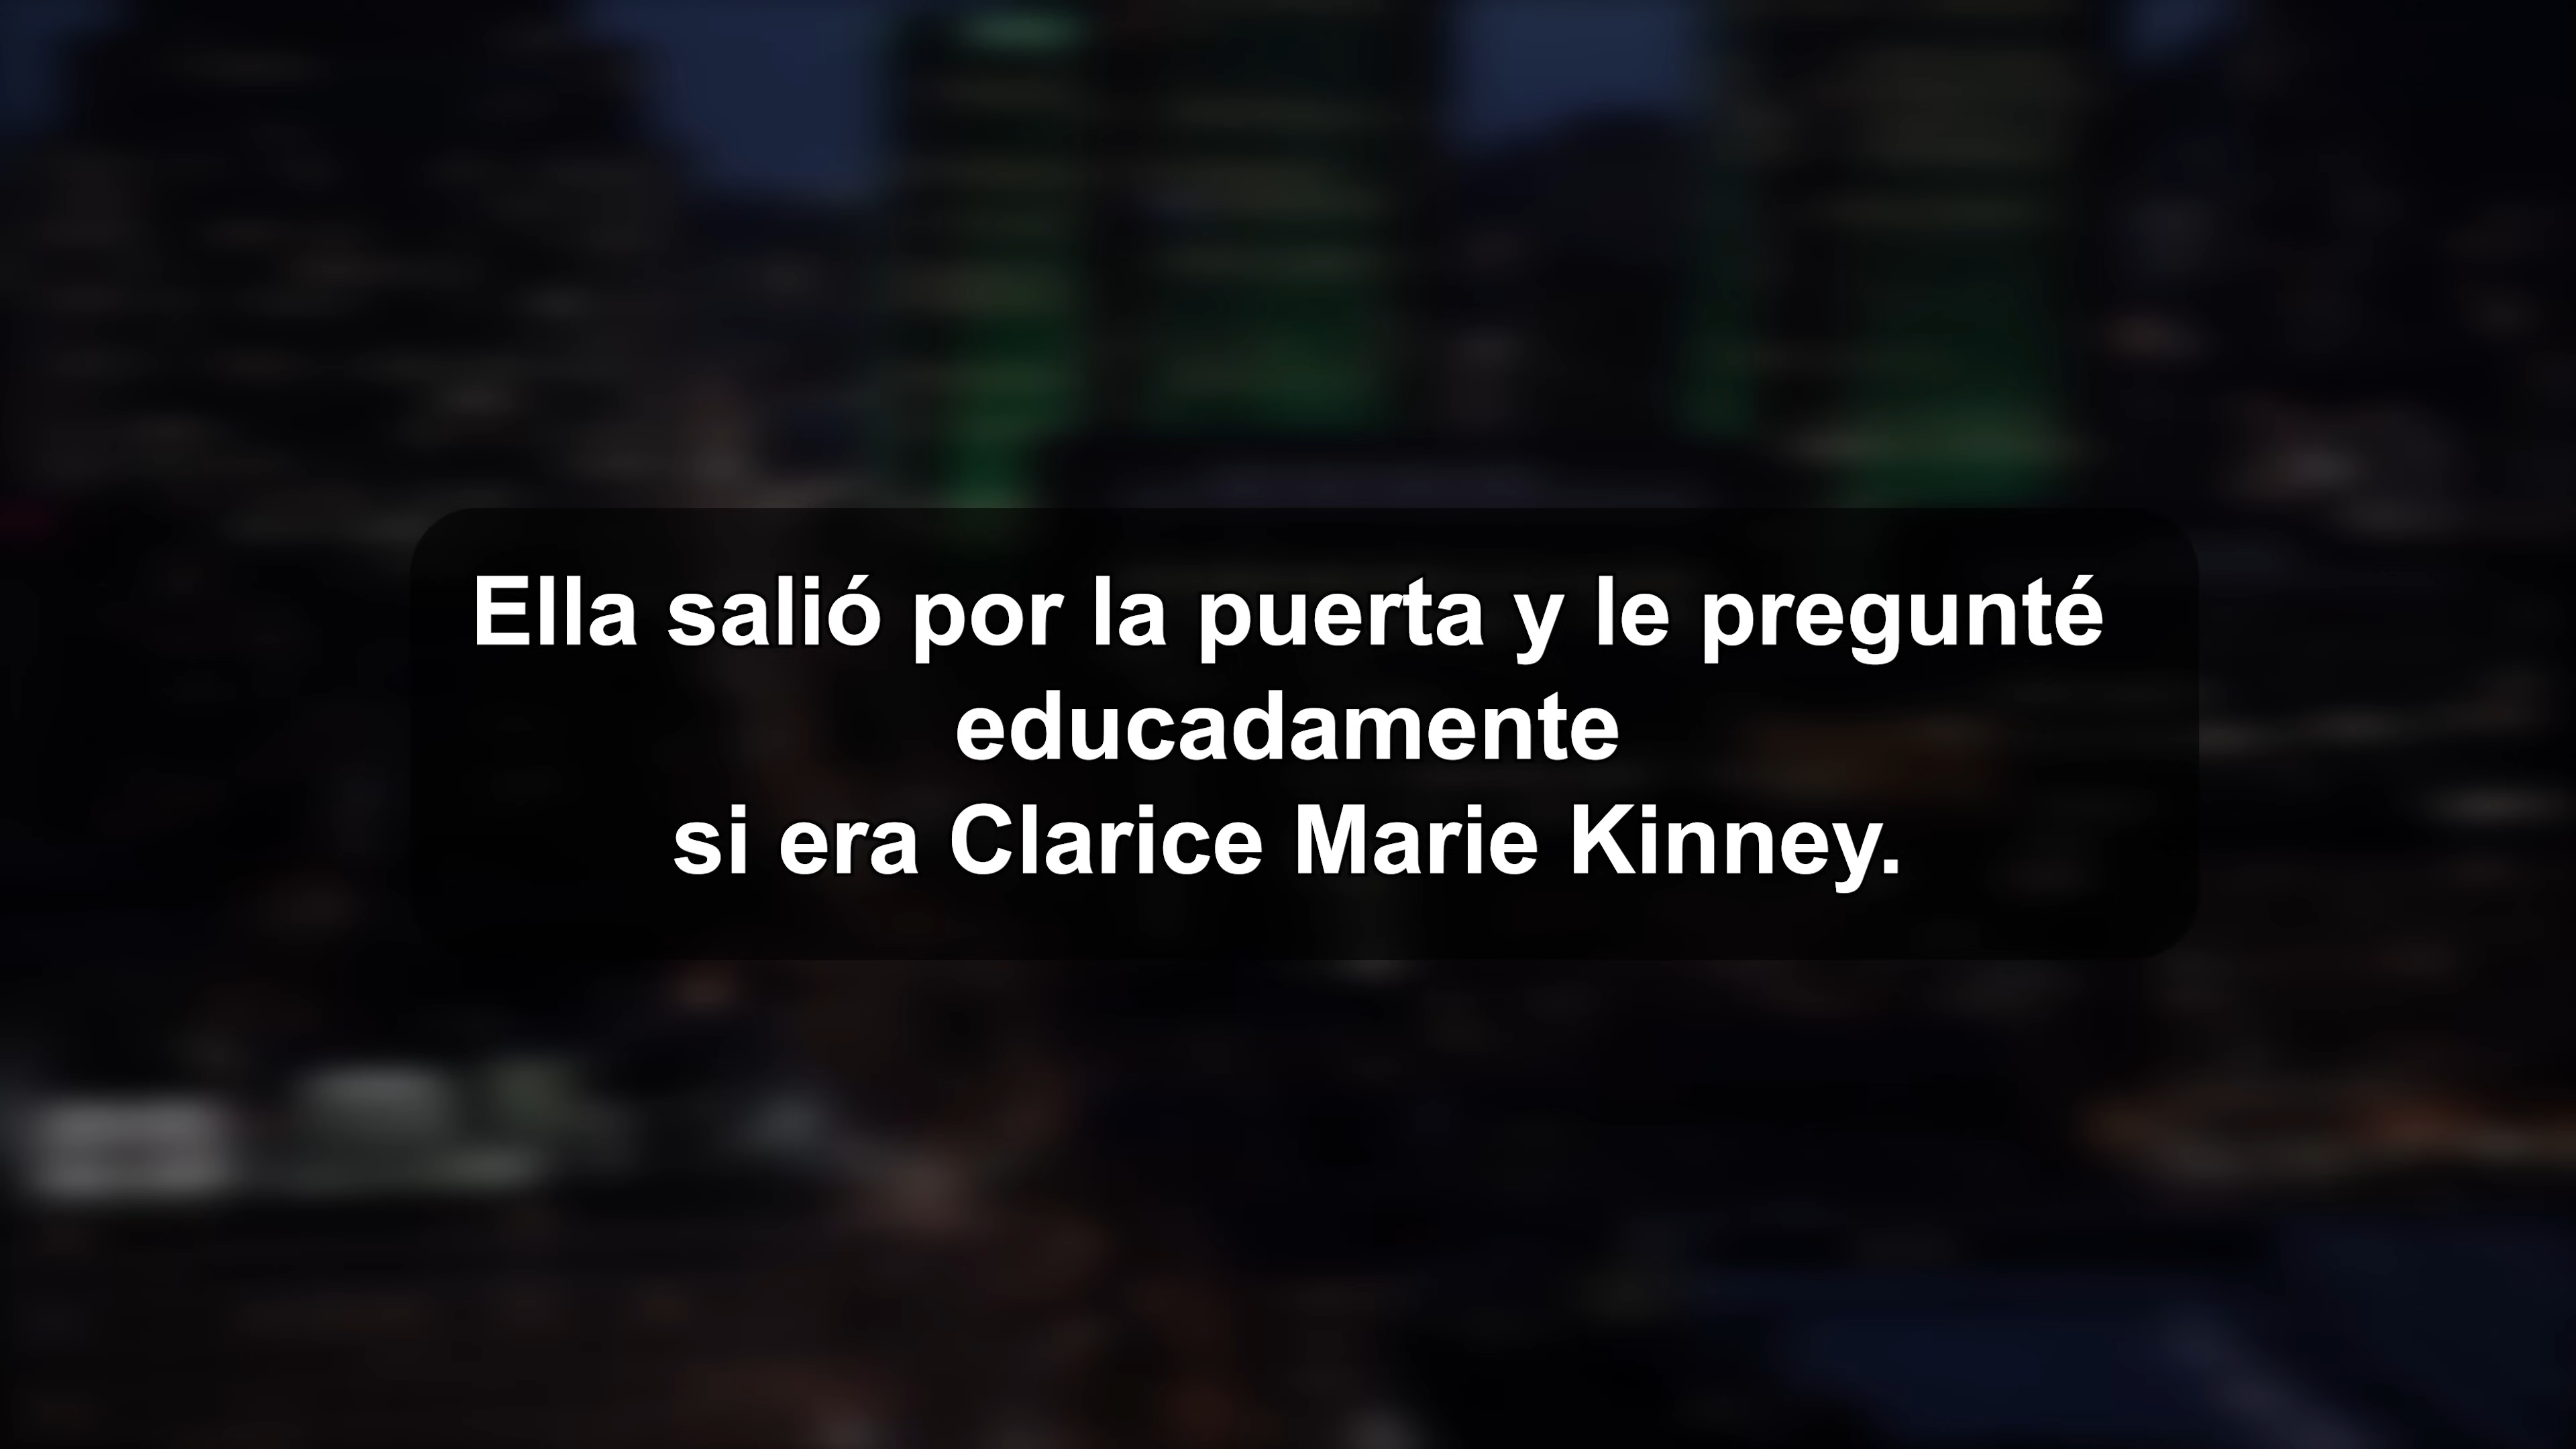 Ella salió por la puerta y le pregunté
educadamente
si era Clarice Marie Kinney.